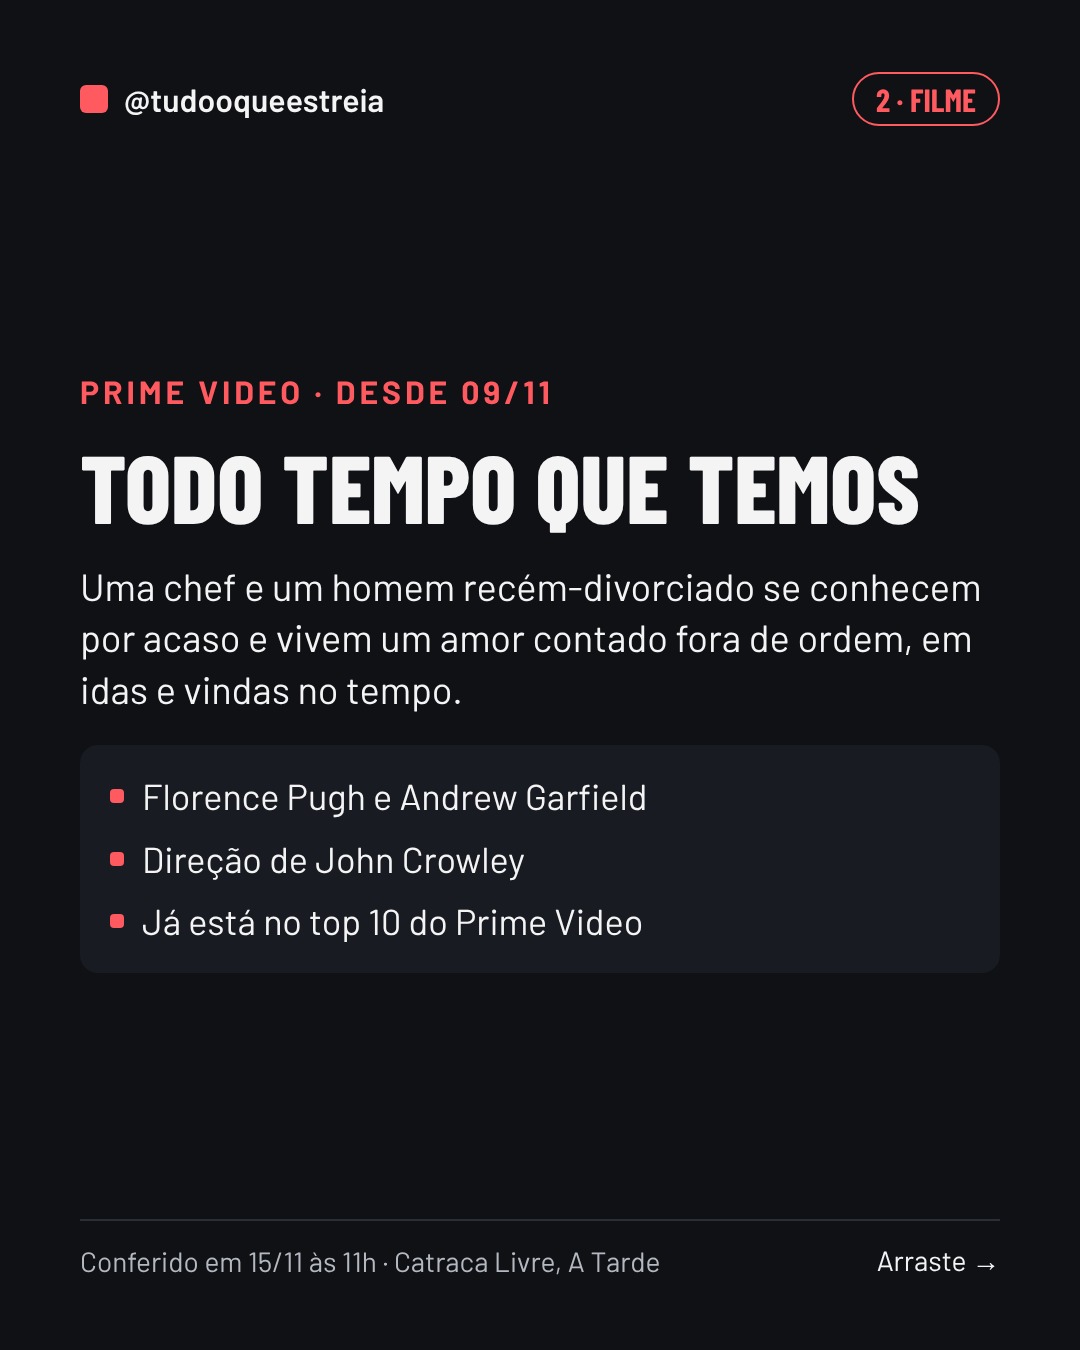 @tudooqueestreia
2 · FILME
PRIME VIDEO · DESDE 09/11
TODO TEMPO QUE TEMOS
Uma chef e um homem recém-divorciado se conhecem
por acaso e vivem um amor contado fora de ordem, em
idas e vindas no tempo.
Florence Pugh e Andrew Garfield
Direção de John Crowley
Já está no top 10 do Prime Video
Conferido em 15/11 às 11h · Catraca Livre, A Tarde
Arraste →